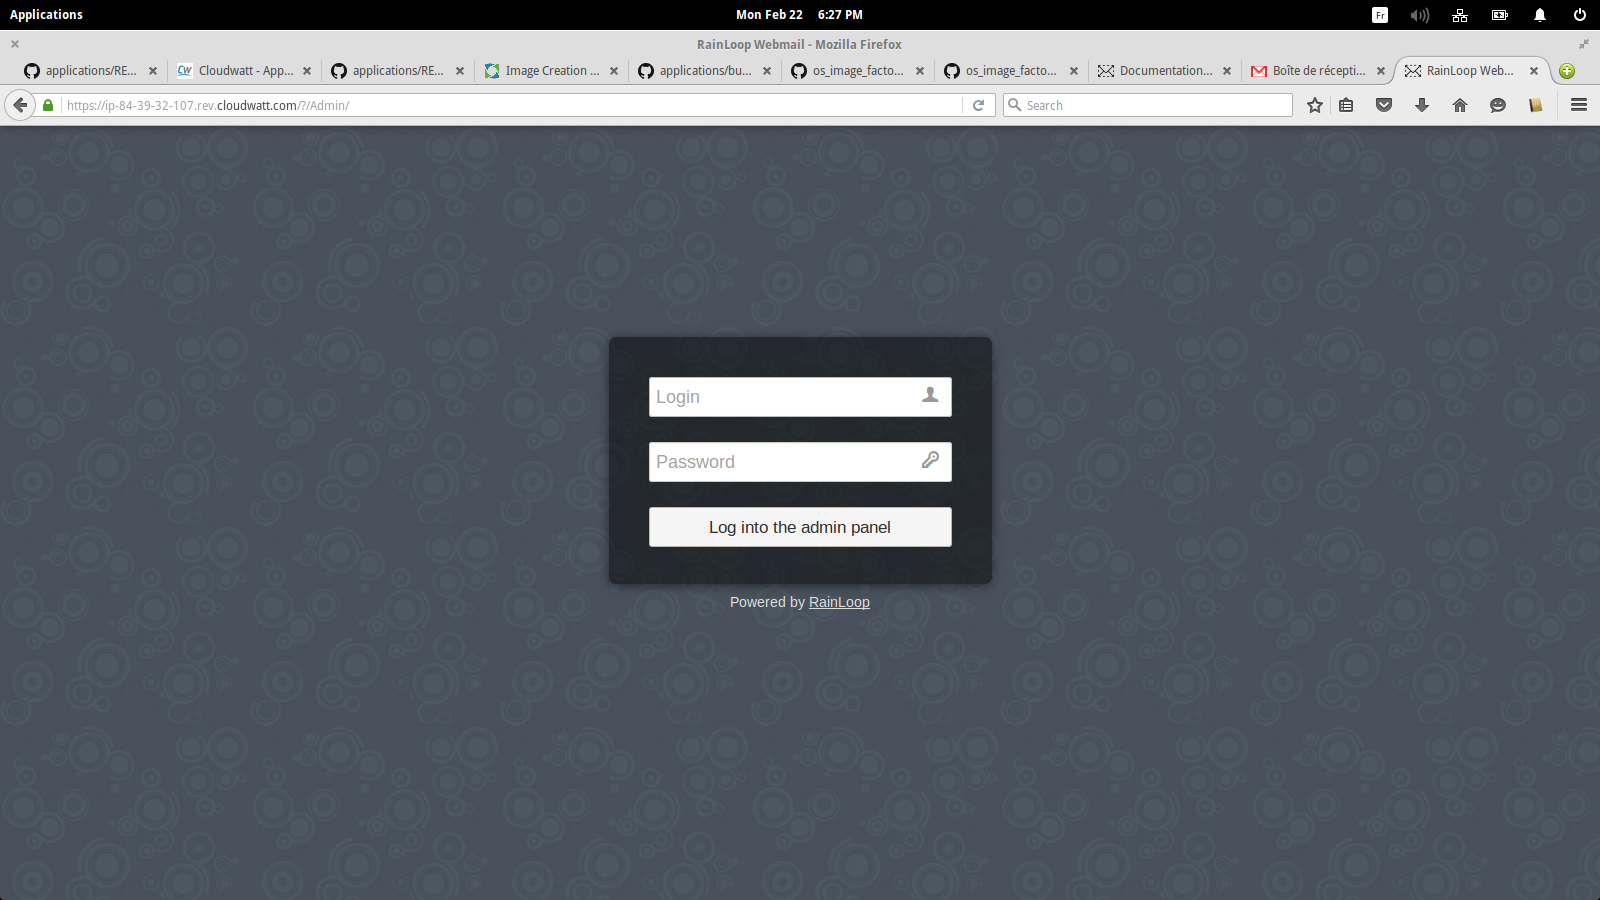 Applications
Mon Feb 22 6:27 PM
Fr
RainLoop Webmail - Mozilla Firefox
applications/RE...
Cloudwatt - App...
applications/RE...
Image Creation ...
applications/bu...
os_image_facto...
os_image_facto...
Documentation...
Boîte de récepti...
RainLoop Web...
https://ip-84-39-32-107.rev.cloudwatt.com/?/Admin/
Search
Login
Password
Log into the admin panel
Powered by RainLoop